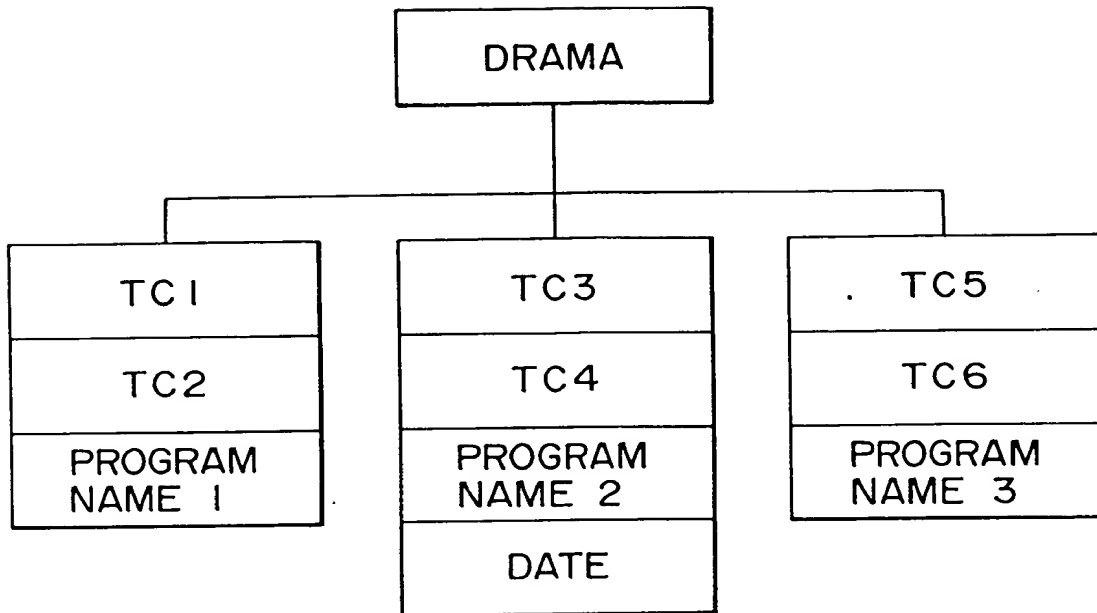 DRAMA
TC1
TC2
PROGRAM
NAME 1
TC3
TC4
PROGRAM
NAME 2
DATE
TC5
TC6
PROGRAM
NAME 3